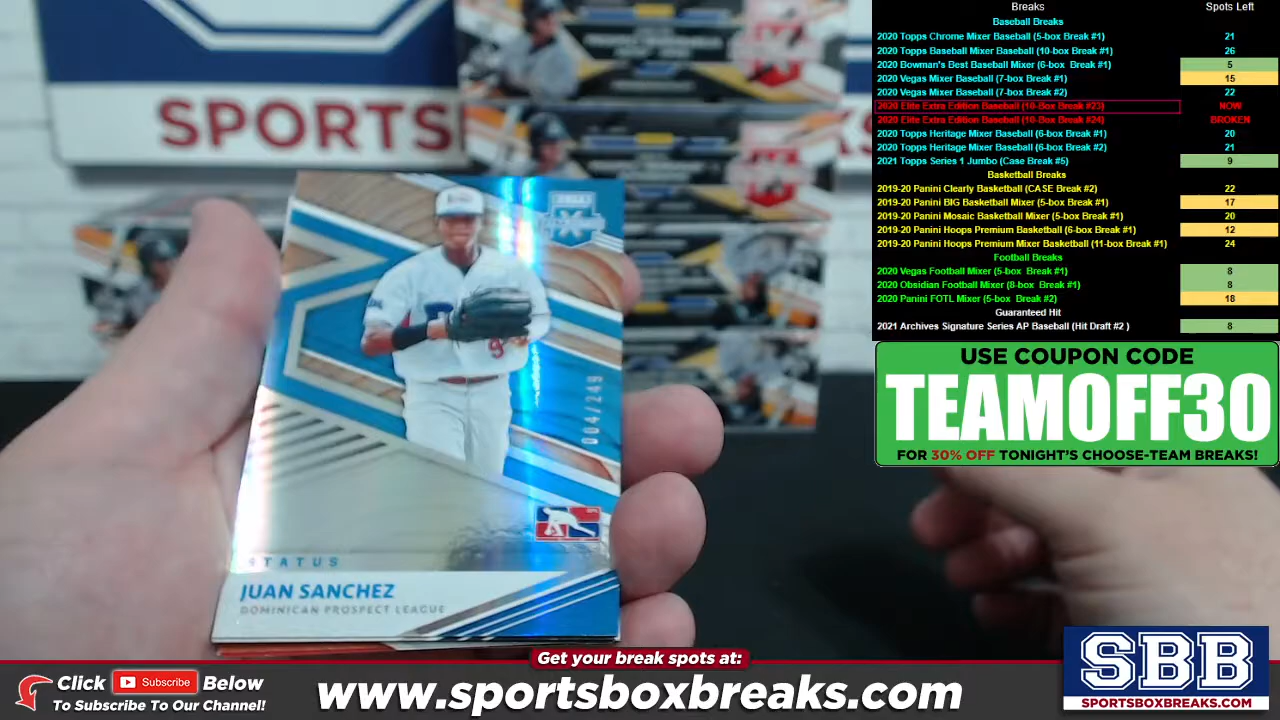 Breaks Spots Left
Baseball Breaks
2020 Topps Chrome Mixer Baseball (5-box Break #1) 21
2020 Topps Baseball Mixer Baseball (10-box Break #1) 26
2020 Bowman's Best Baseball Mixer (6-box Break #1) 5
2020 Vegas Mixer Baseball (7-box Break #1) 15
2020 Vegas Mixer Baseball (7-box Break #2) 22
2020 Elite Extra Edition Baseball (10-Box Break #23) NOW
2020 Elite Extra Edition Baseball (10-Box Break #24) BROKEN
2020 Topps Heritage Mixer Baseball (6-box Break #1) 20
2020 Topps Heritage Mixer Baseball (6-box Break #2) 21
2021 Topps Series 1 Jumbo (Case Break #5) 9
Basketball Breaks
2019-20 Panini Clearly Basketball (CASE Break #2) 22
2019-20 Panini BIG Basketball Mixer (5-box Break #1) 17
2019-20 Panini Mosaic Basketball Mixer (5-box Break #1) 20
2019-20 Panini Hoops Premium Basketball (6-box Break #1) 12
2019-20 Panini Hoops Premium Mixer Basketball (11-box Break #1) 24
Football Breaks
2020 Vegas Football Mixer (5-box Break #1) 8
2020 Obsidian Football Mixer (8-box Break #1) 8
2020 Panini FOTL Mixer (5-box Break #2) 18
Guaranteed Hit
2021 Archives Signature Series AP Baseball (Hit Draft #2 ) 8
USE COUPON CODE
TEAMOFF30
FOR 30% OFF TONIGHT'S CHOOSE-TEAM BREAKS!
9
004/249
STATUS
JUAN SANCHEZ
DOMINICAN PROSPECT LEAGUE
Get your break spots at:
Click Subscribe Below
To Subscribe To Our Channel!
www.sportsboxbreaks.com
SBB
SPORTSBOXBREAKS.COM